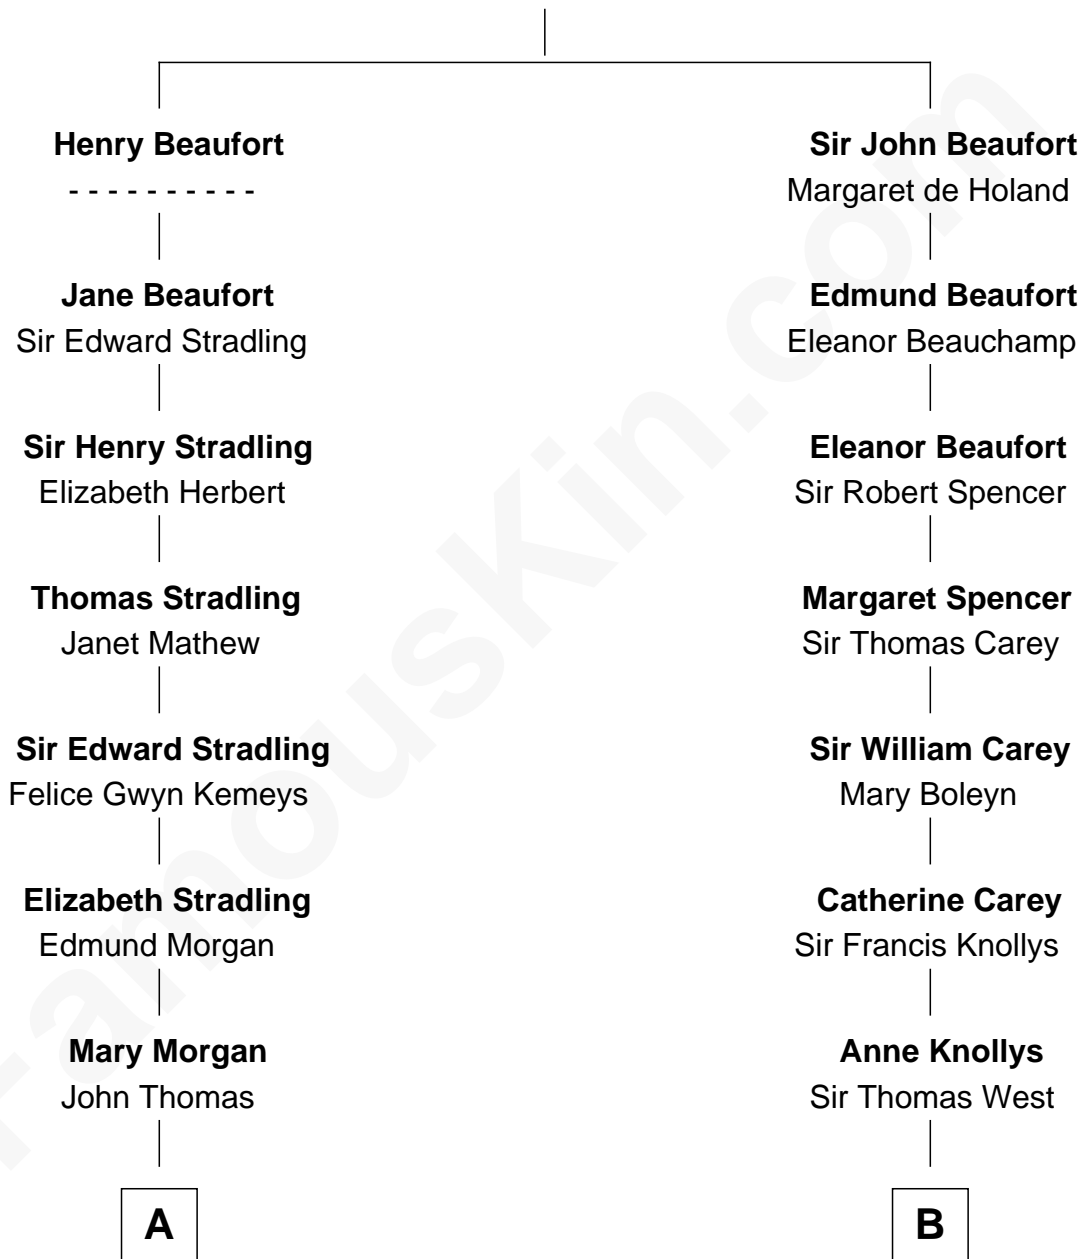 Henry Beaufort
- - - - - - - - - -
Jane Beaufort
Sir Edward Stradling
Sir Henry Stradling
Elizabeth Herbert
Thomas Stradling
Janet Mathew
Sir Edward Stradling
Felice Gwyn Kemeys
Elizabeth Stradling
Edmund Morgan
Mary Morgan
John Thomas
A
Sir John Beaufort
Margaret de Holand
Edmund Beaufort
Eleanor Beauchamp
Eleanor Beaufort
Sir Robert Spencer
Margaret Spencer
Sir Thomas Carey
Sir William Carey
Mary Boleyn
Catherine Carey
Sir Francis Knollys
Anne Knollys
Sir Thomas West
B
FamousKin.com